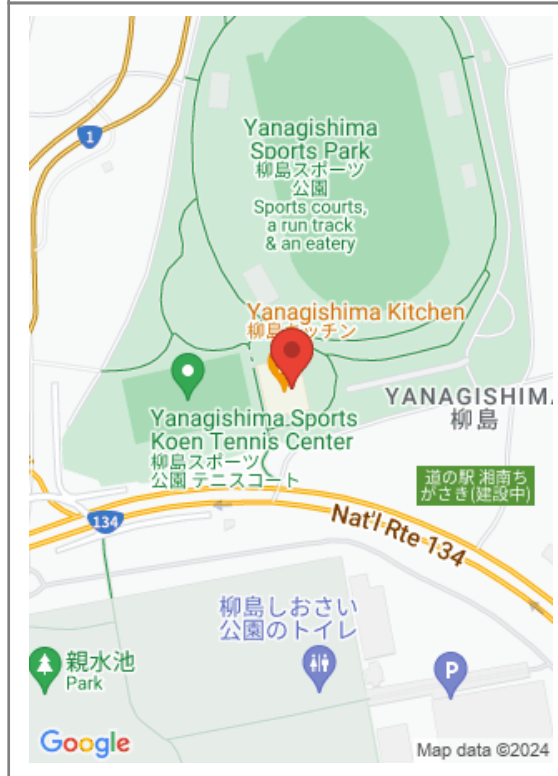 1
Yanagishima
Sports Park
柳島スポーツ
公園
Sports courts,
a run track
& an eatery
Yanagishima Kitchen
柳島キッチン
YANAGISHIMA
柳島
Yanagishima Sports
Koen Tennis Center
柳島スポーツ
公園 テニスコート
道の駅 湘南ち
がさき(建設中)
134
Nat'l Rte 134
柳島しおさい
公園のトイレ
親水池
Park
P
Google
Map data ©2024